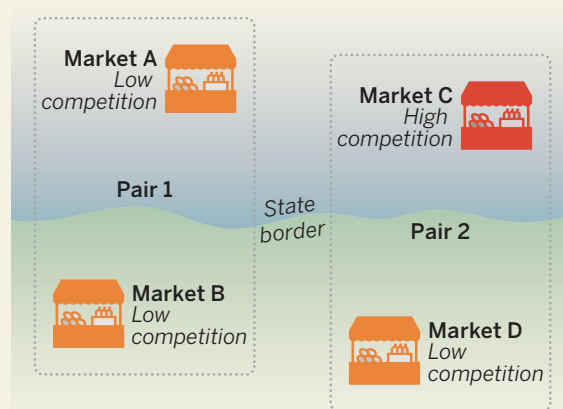 Market A
Low
competition
Market C
High
competition
Pair 1
State
border
Pair 2
Market B
Low
competition
Market D
Low
competition